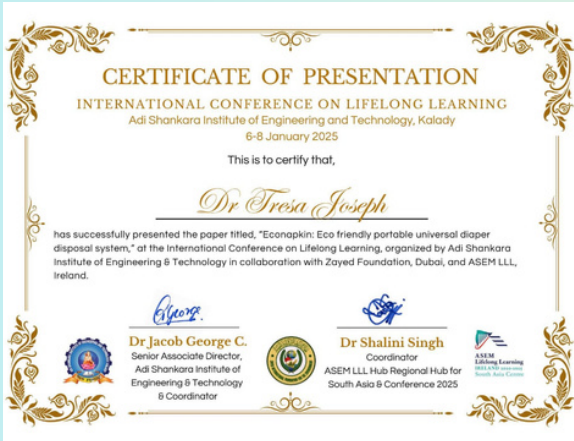 CERTIFICATE OF PRESENTATION
INTERNATIONAL CONFERENCE ON LIFELONG LEARNING
Adi Shankara Institute of Engineering and Technology, Kalady
6-8 January 2025
This is to certify that,
Dr Tresa Joseph
has successfully presented the paper titled, "Econapkin: Eco friendly portable universal diaper
disposal system," at the International Conference on Lifelong Learning, organized by Adi Shankara
Institute of Engineering & Technology in collaboration with Zayed Foundation, Dubai, and ASEM LLL,
Ireland.
Dr Jacob George C.
Senior Associate Director,
Adi Shankara Institute of
Engineering & Technology
& Coordinator
Dr Shalini Singh
Coordinator
ASEM LLL Hub Regional Hub for
South Asia & Conference 2025
ASEM
Lifelong Learning
South Asia Centre